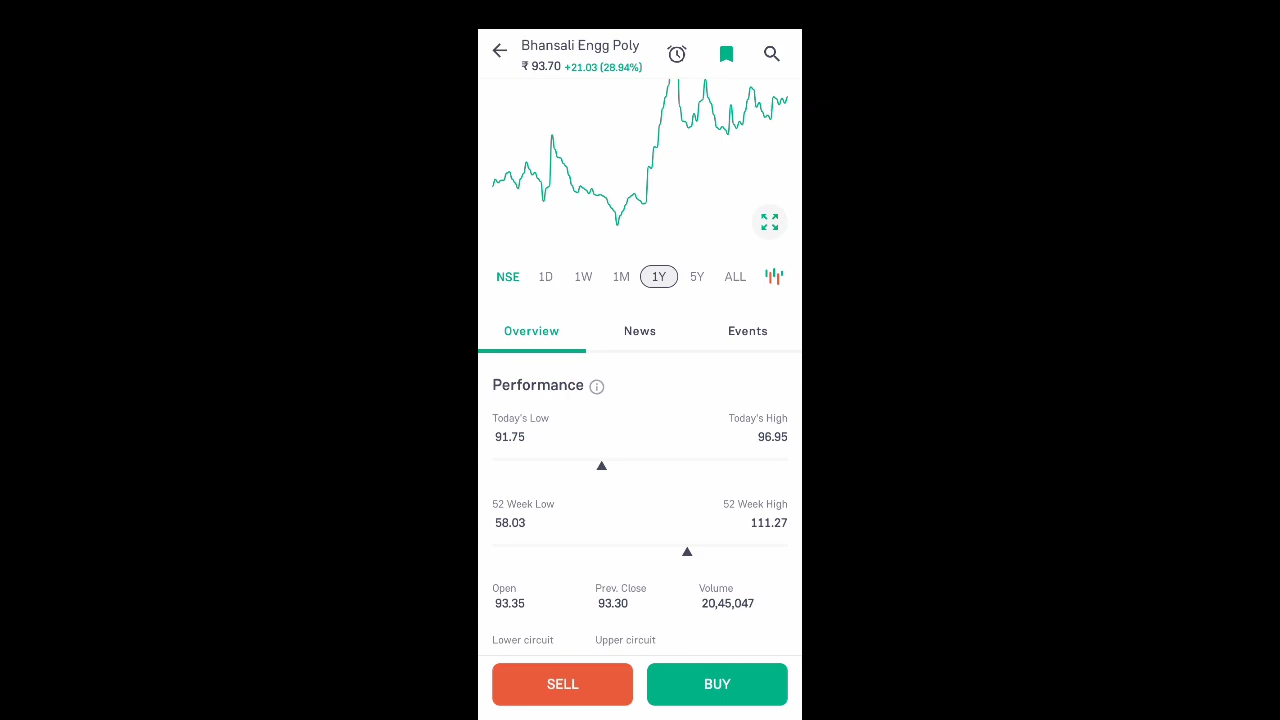 Bhansali Engg Poly
₹ 93.70 +21.03 (28.94%)
NSE 1D 1W 1M 1Y 5Y ALL
Overview News Events
Performance
Today's Low Today's High
91.75 96.95
52 Week Low 52 Week High
58.03 111.27
Open Prev. Close Volume
93.35 93.30 20,45,047
Lower circuit Upper circuit
SELL BUY